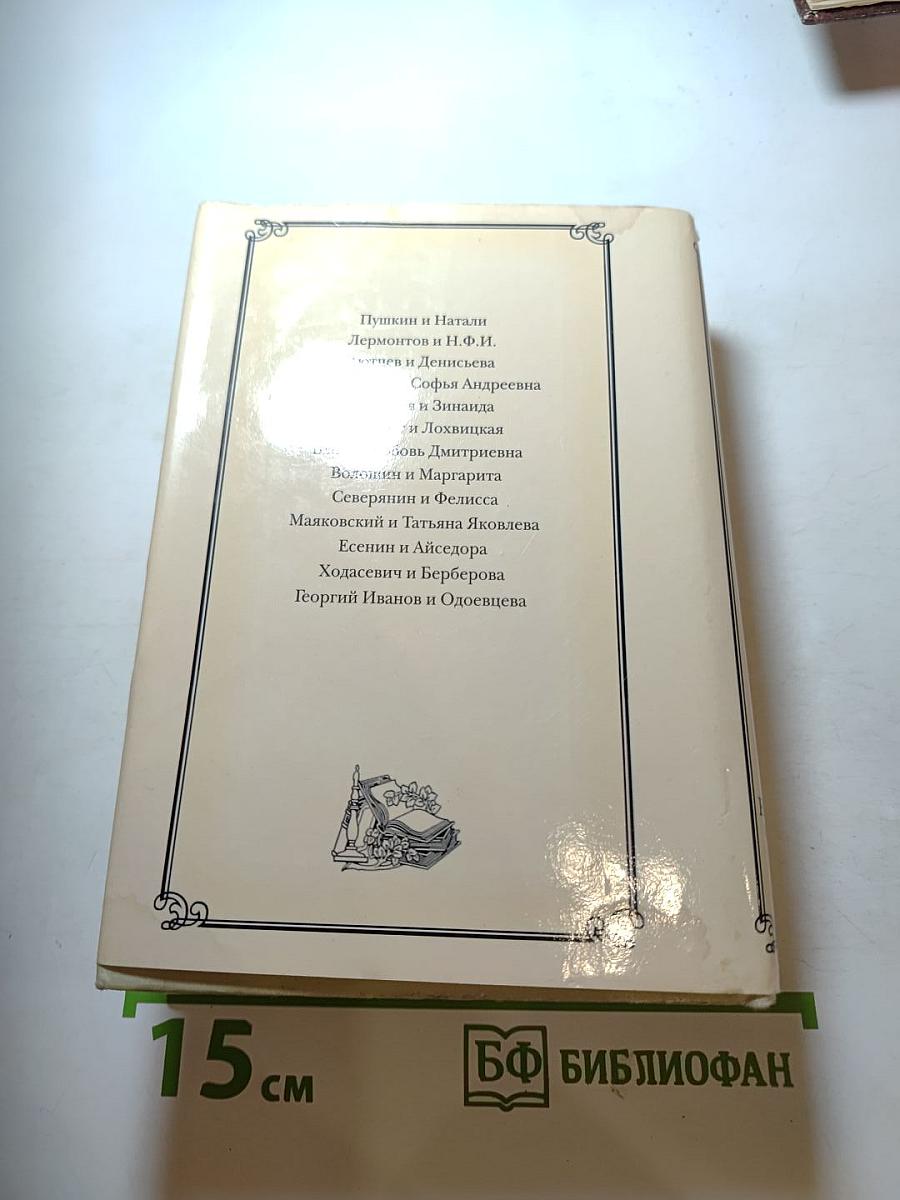 Пушкин и Натали
Лермонтов и Н.Ф.И.
и Денисьева
Софья Андреевна
и Зинаида
и Лохвицкая
Дмитриевна
Волошин и Маргарита
Северянин и Фелисса
Маяковский и Татьяна Яковлева
Есенин и Айседора
Ходасевич и Берберова
Георгий Иванов и Одоевцева
15 см
БФ БИБЛИОФАН